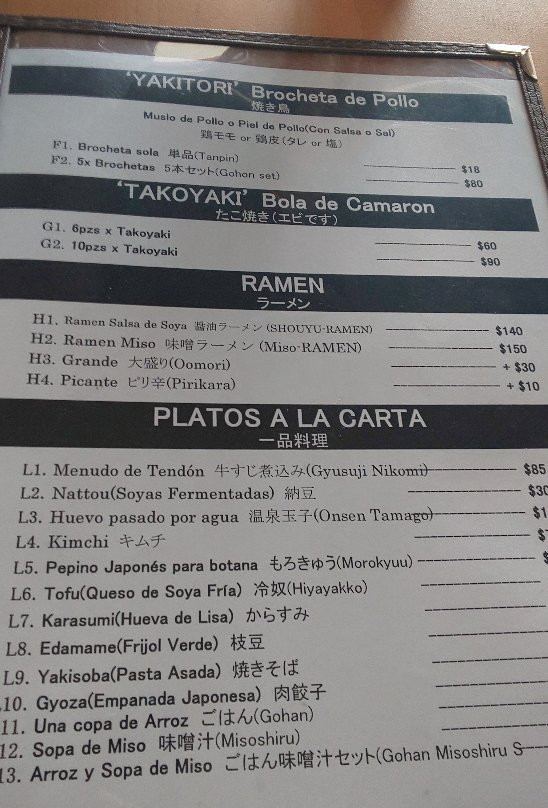 'YAKITORI' Brocheta de Pollo
焼き鳥
Muslo de Pollo o Piel de Pollo(Con Salsa o Sal)
鶏モモ or 鶏皮(タレ or 塩)
F1. Brocheta sola 単品(Tanpin) $18
F2. 5x Brochetas 5本セット(Gohon set) $80
'TAKOYAKI' Bola de Camaron
たこ焼き(エビです)
G1. 6pzs x Takoyaki $60
G2. 10pzs x Takoyaki $90
RAMEN
ラーメン
H1. Ramen Salsa de Soya 醤油ラーメン(SHOUYU-RAMEN) $140
H2. Ramen Miso 味噌ラーメン(Miso-RAMEN) $150
H3. Grande 大盛り(Oomori) + $30
H4. Picante ピリ辛(Pirikara) + $10
PLATOS A LA CARTA
一品料理
L1. Menudo de Tendón 牛すじ煮込み(Gyusuji Nikomi) $85
L2. Nattou(Soyas Fermentadas) 納豆
L3. Huevo pasado por agua 温泉玉子(Onsen Tamago)
L4. Kimchi キムチ
L5. Pepino Japonés para botana もろきゅう(Morokyuu)
L6. Tofu(Queso de Soya Fría) 冷奴(Hiyayakko)
L7. Karasumi(Hueva de Lisa) からすみ
L8. Edamame(Frijol Verde) 枝豆
L9. Yakisoba(Pasta Asada) 焼きそば
10. Gyoza(Empanada Japonesa) 肉餃子
11. Una copa de Arroz ごはん(Gohan)
12. Sopa de Miso 味噌汁(Misoshiru)
13. Arroz y Sopa de Miso ごはん味噌汁セット(Gohan Misoshiru S